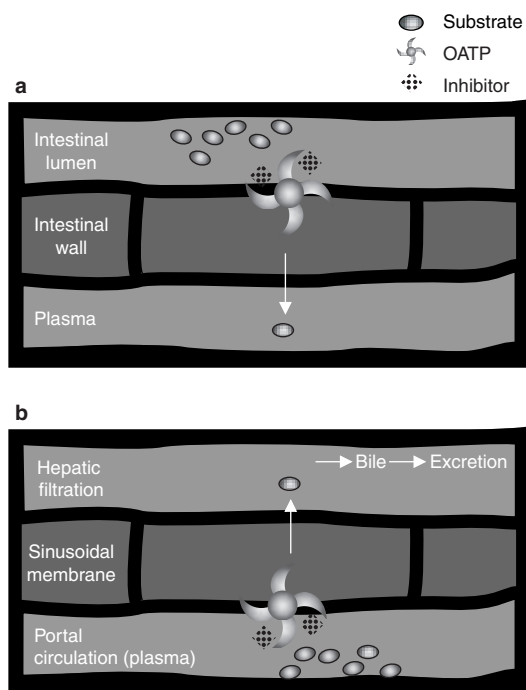 Substrate
OATP
Inhibitor
a
Intestinal
lumen
Intestinal
wall
Plasma
b
Hepatic
filtration
Bile
Excretion
Sinusoidal
membrane
Portal
circulation (plasma)